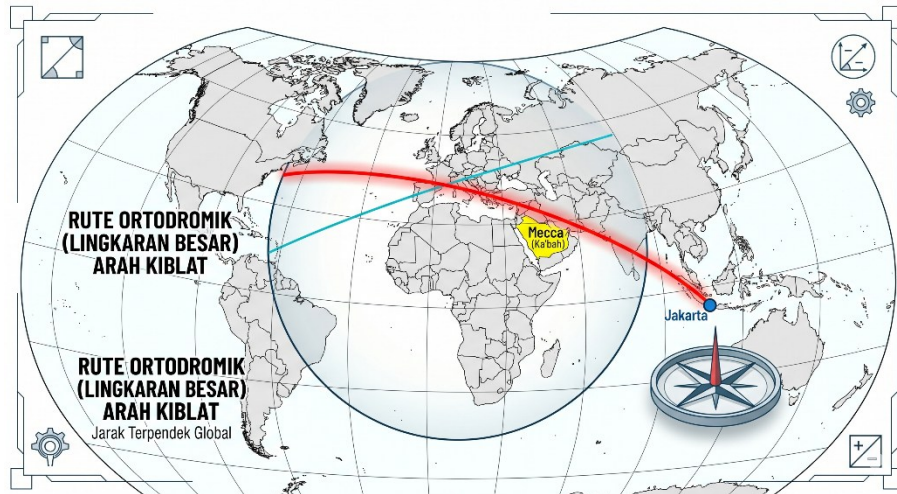 RUTE ORTODROMIK
(LINGKARAN BESAR)
ARAH KIBLAT
Mecca
(Ka'bah)
Jakarta
RUTE ORTODROMIK
(LINGKARAN BESAR)
ARAH KIBLAT
Jarak Terpendek Global